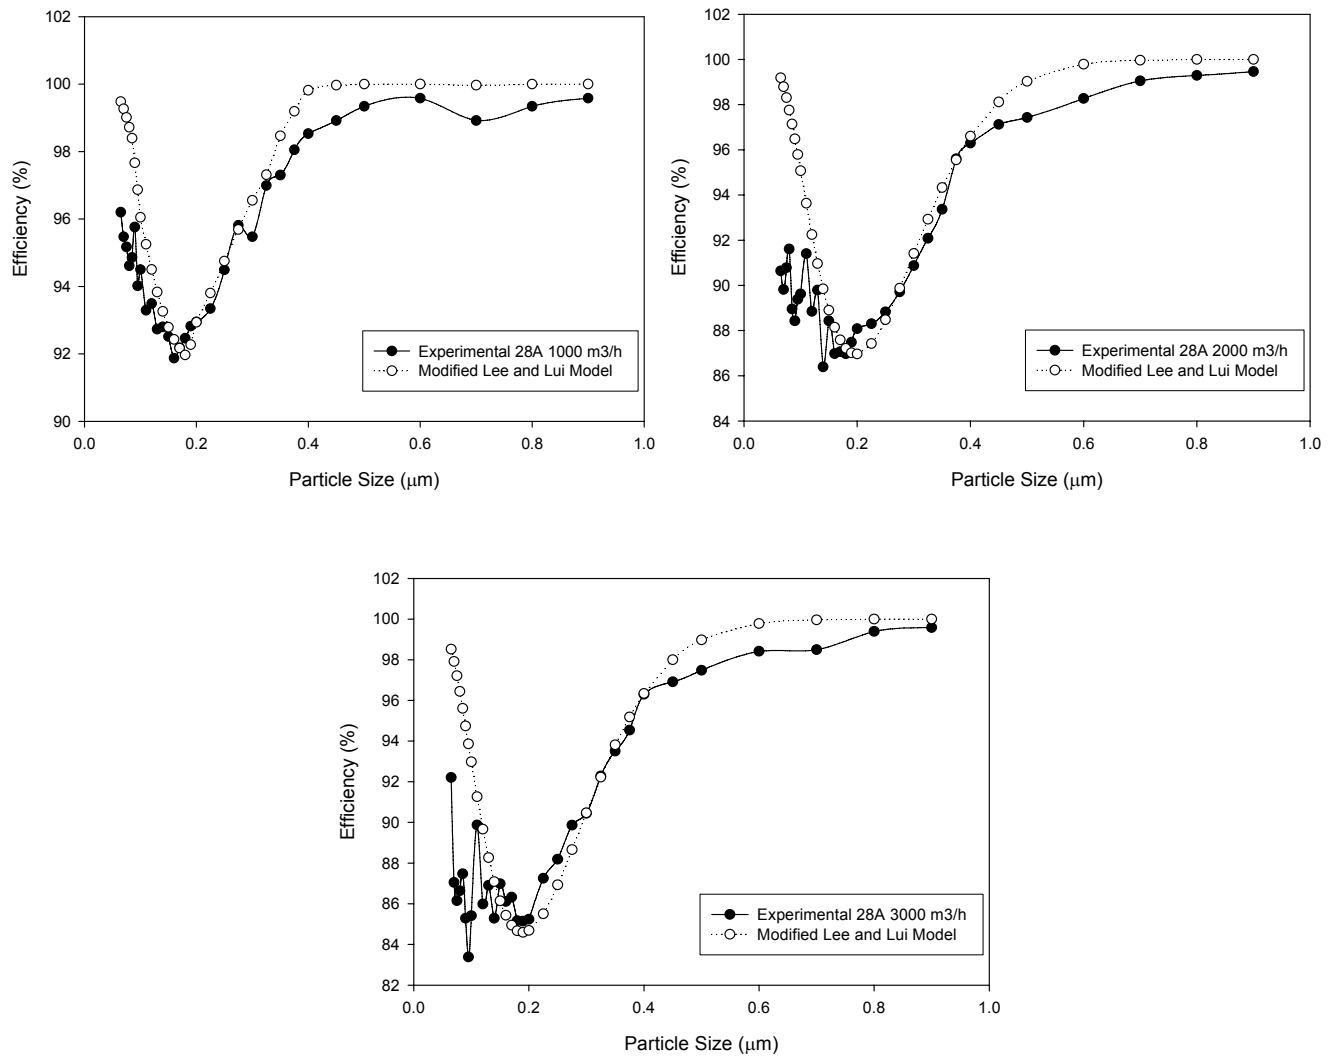 102
100
98
96
94
92
90
Efficiency (%)
0.0 0.2 0.4 0.6 0.8 1.0
Particle Size (μm)
Experimental 28A 1000 m3/h
Modified Lee and Lui Model
102
100
98
96
94
92
90
88
86
84
Efficiency (%)
0.0 0.2 0.4 0.6 0.8 1.0
Particle Size (μm)
Experimental 28A 2000 m3/h
Modified Lee and Lui Model
102
100
98
96
94
92
90
88
86
84
82
Efficiency (%)
0.0 0.2 0.4 0.6 0.8 1.0
Particle Size (μm)
Experimental 28A 3000 m3/h
Modified Lee and Lui Model